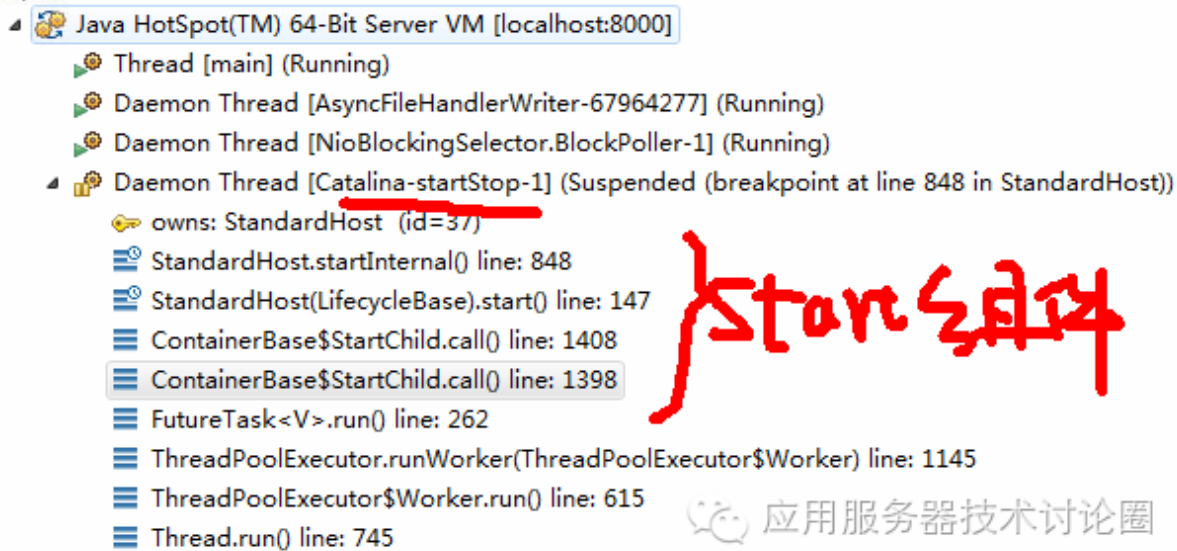 Java HotSpot(TM) 64-Bit Server VM [localhost:8000]
Thread [main] (Running)
Daemon Thread [AsyncFileHandlerWriter-67964277] (Running)
Daemon Thread [NioBlockingSelector.BlockPoller-1] (Running)
Daemon Thread [Catalina-startStop-1] (Suspended (breakpoint at line 848 in StandardHost))
owns: StandardHost (id=37)
StandardHost.startInternal() line: 848
StandardHost(LifecycleBase).start() line: 147
ContainerBase$StartChild.call() line: 1408
ContainerBase$StartChild.call() line: 1398
FutureTask<V>.run() line: 262
ThreadPoolExecutor.runWorker(ThreadPoolExecutor$Worker) line: 1145
ThreadPoolExecutor$Worker.run() line: 615
Thread.run() line: 745
start组件
应用服务器技术讨论圈